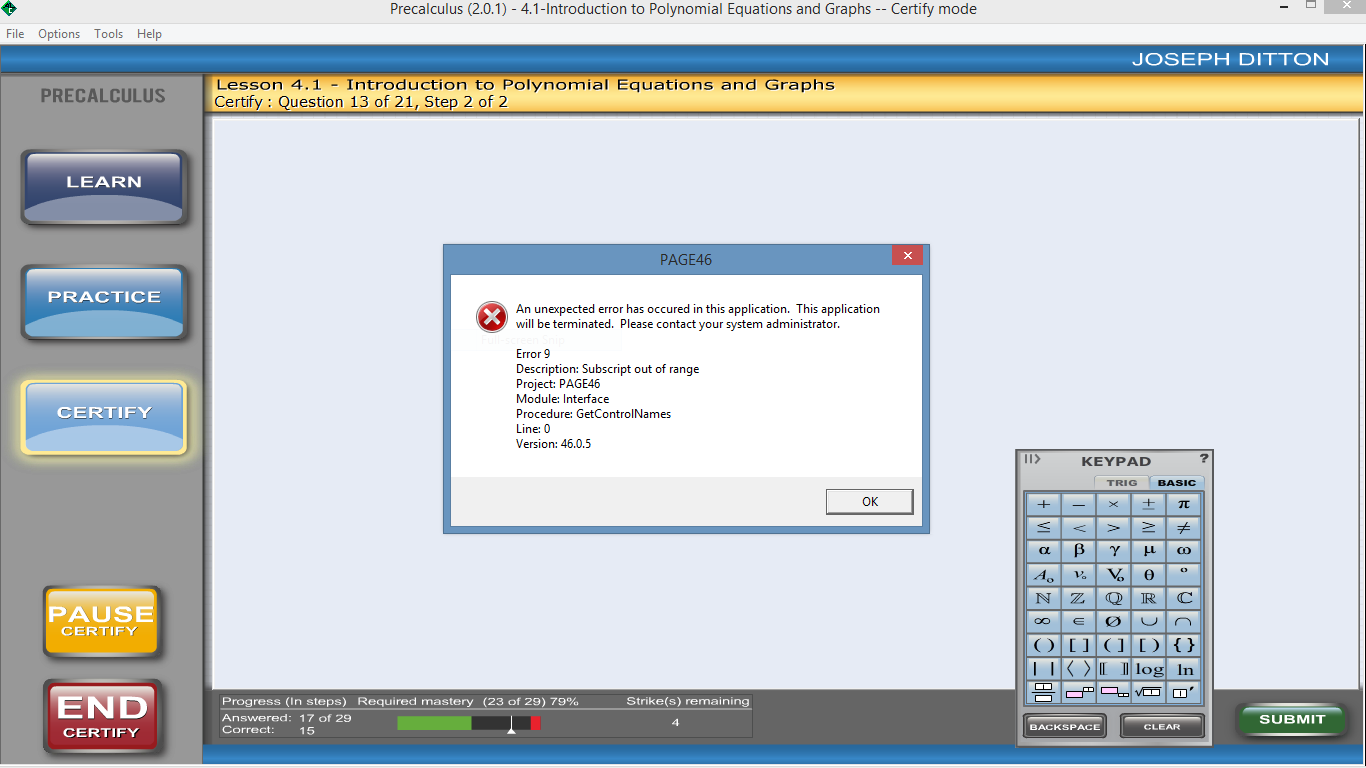 Precalculus (2.0.1) - 4.1-Introduction to Polynomial Equations and Graphs -- Certify mode
File Options Tools Help
JOSEPH DITTON
PRECALCULUS
Lesson 4.1 - Introduction to Polynomial Equations and Graphs
Certify : Question 13 of 21, Step 2 of 2
LEARN
PRACTICE
CERTIFY
PAUSE
CERTIFY
END
CERTIFY
PAGE46
An unexpected error has occured in this application. This application
will be terminated. Please contact your system administrator.
Error 9
Description: Subscript out of range
Project: PAGE46
Module: Interface
Procedure: GetControlNames
Line: 0
Version: 46.0.5
OK
KEYPAD ?
TRIG BASIC
+ − × ± π
≤ < > ≥ ≠
α β γ μ ω
Aₒ vₒ Vₒ θ °
ℕ ℤ ℚ ℝ ℂ
∞ ∈ Ø ∪ ∩
( ) [ ] ( ] [ ) { }
| | ⟨ ⟩ ⟦ ⟧ log ln
BACKSPACE CLEAR
Progress (In steps) Required mastery (23 of 29) 79% Strike(s) remaining
Answered: 17 of 29
Correct: 15
4
SUBMIT